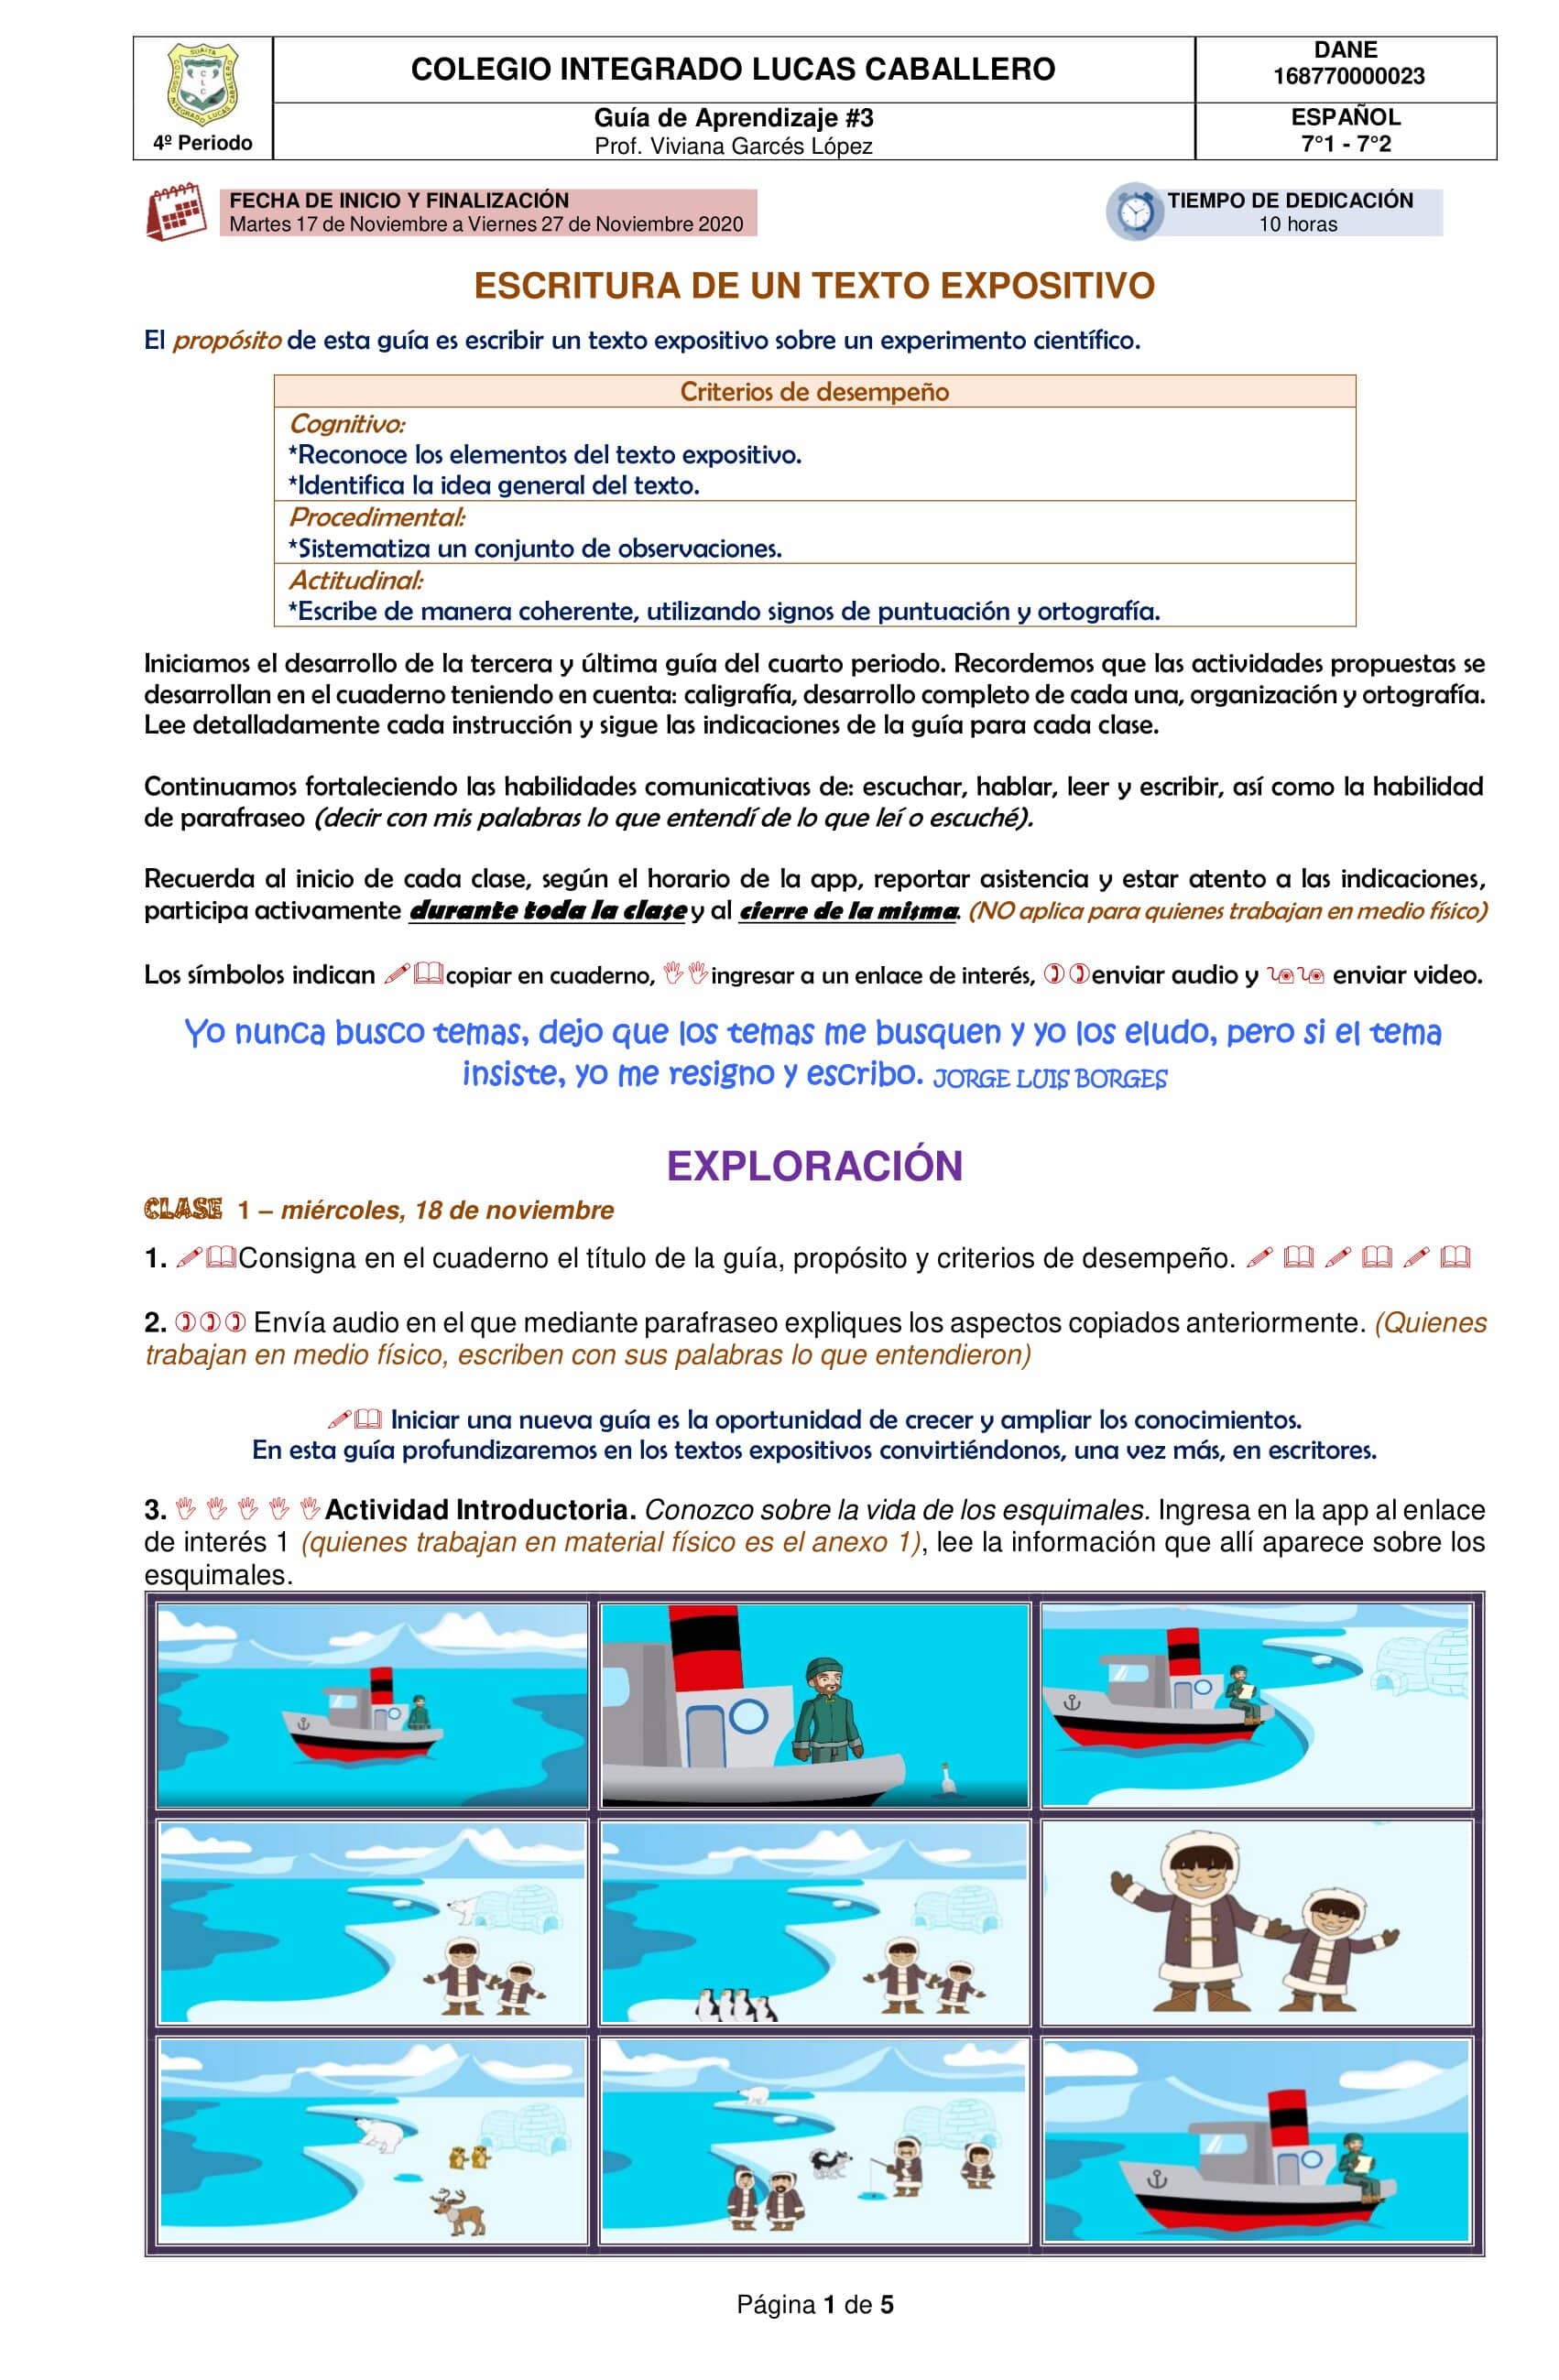 SUAITA
COLEGIO INTEGRADO LUCAS CABALLERO
C L C
4º Periodo
COLEGIO INTEGRADO LUCAS CABALLERO
Guía de Aprendizaje #3
Prof. Viviana Garcés López
DANE
168770000023
ESPAÑOL
7°1 - 7°2
FECHA DE INICIO Y FINALIZACIÓN
Martes 17 de Noviembre a Viernes 27 de Noviembre 2020
TIEMPO DE DEDICACIÓN
10 horas
ESCRITURA DE UN TEXTO EXPOSITIVO
El propósito de esta guía es escribir un texto expositivo sobre un experimento científico.
Criterios de desempeño
Cognitivo:
*Reconoce los elementos del texto expositivo.
*Identifica la idea general del texto.
Procedimental:
*Sistematiza un conjunto de observaciones.
Actitudinal:
*Escribe de manera coherente, utilizando signos de puntuación y ortografía.
Iniciamos el desarrollo de la tercera y última guía del cuarto periodo. Recordemos que las actividades propuestas se
desarrollan en el cuaderno teniendo en cuenta: caligrafía, desarrollo completo de cada una, organización y ortografía.
Lee detalladamente cada instrucción y sigue las indicaciones de la guía para cada clase.
Continuamos fortaleciendo las habilidades comunicativas de: escuchar, hablar, leer y escribir, así como la habilidad
de parafraseo (decir con mis palabras lo que entendí de lo que leí o escuché).
Recuerda al inicio de cada clase, según el horario de la app, reportar asistencia y estar atento a las indicaciones,
participa activamente durante toda la clase y al cierre de la misma. (NO aplica para quienes trabajan en medio físico)
Los símbolos indican copiar en cuaderno, ingresar a un enlace de interés, enviar audio y enviar video.
Yo nunca busco temas, dejo que los temas me busquen y yo los eludo, pero si el tema
insiste, yo me resigno y escribo. JORGE LUIS BORGES
EXPLORACIÓN
CLASE 1 – miércoles, 18 de noviembre
1. Consigna en el cuaderno el título de la guía, propósito y criterios de desempeño.
2. Envía audio en el que mediante parafraseo expliques los aspectos copiados anteriormente. (Quienes
trabajan en medio físico, escriben con sus palabras lo que entendieron)
Iniciar una nueva guía es la oportunidad de crecer y ampliar los conocimientos.
En esta guía profundizaremos en los textos expositivos convirtiéndonos, una vez más, en escritores.
3. Actividad Introductoria. Conozco sobre la vida de los esquimales. Ingresa en la app al enlace
de interés 1 (quienes trabajan en material físico es el anexo 1), lee la información que allí aparece sobre los
esquimales.
Página 1 de 5